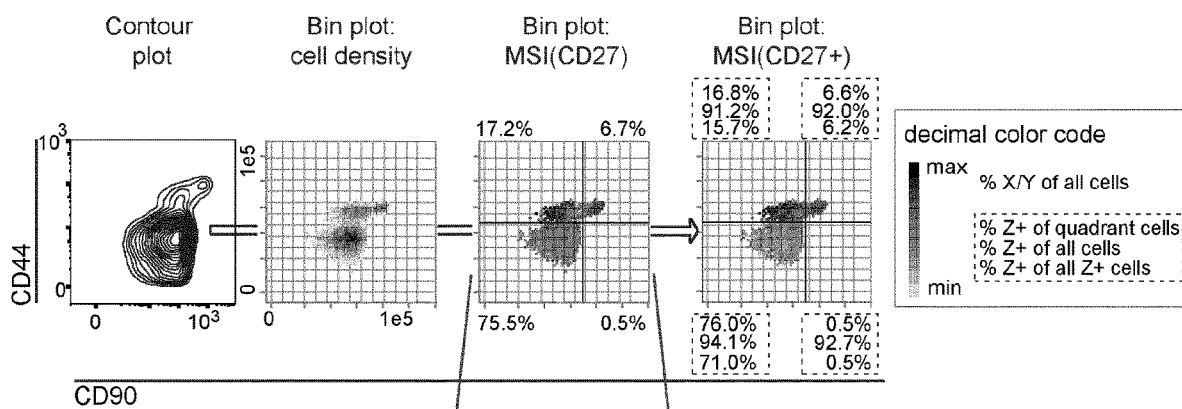 Contour
plot
Bin plot:
cell density
Bin plot:
MSI(CD27)
Bin plot:
MSI(CD27+)
16.8% 6.6%
91.2% 92.0%
15.7% 6.2%
17.2% 6.7%
10³
0
0
10³
CD44
1e5
0
0
1e5
75.5% 0.5%
76.0% 0.5%
94.1% 92.7%
71.0% 0.5%
CD90
decimal color code
max
min
% X/Y of all cells
% Z+ of quadrant cells
% Z+ of all cells
% Z+ of all Z+ cells